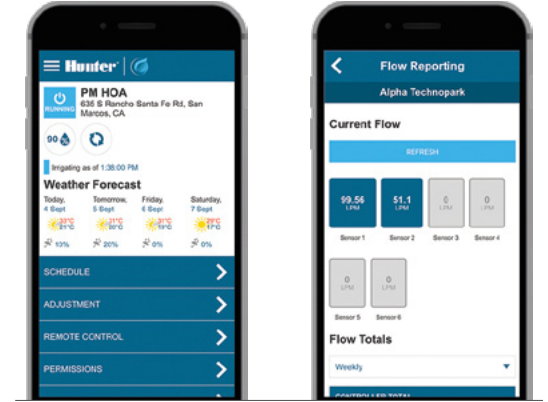 Hunter
RUNNING
PM HOA
635 S Rancho Santa Fe Rd, San
Marcos, CA
90
Irrigating as of 1:38:00 PM
Weather Forecast
Today, Tomorrow, Friday, Saturday,
4 Sept 5 Sept 6 Sept 7 Sept
10% 20% 0% 0%
SCHEDULE
ADJUSTMENT
REMOTE CONTROL
PERMISSIONS
Flow Reporting
Alpha Technopark
Current Flow
REFRESH
99.56 51.1 0 0
LPM LPM LPM LPM
Sensor 1 Sensor 2 Sensor 3 Sensor 4
0 0
LPM LPM
Sensor 5 Sensor 6
Flow Totals
Weekly
CONTROLLER TOTAL